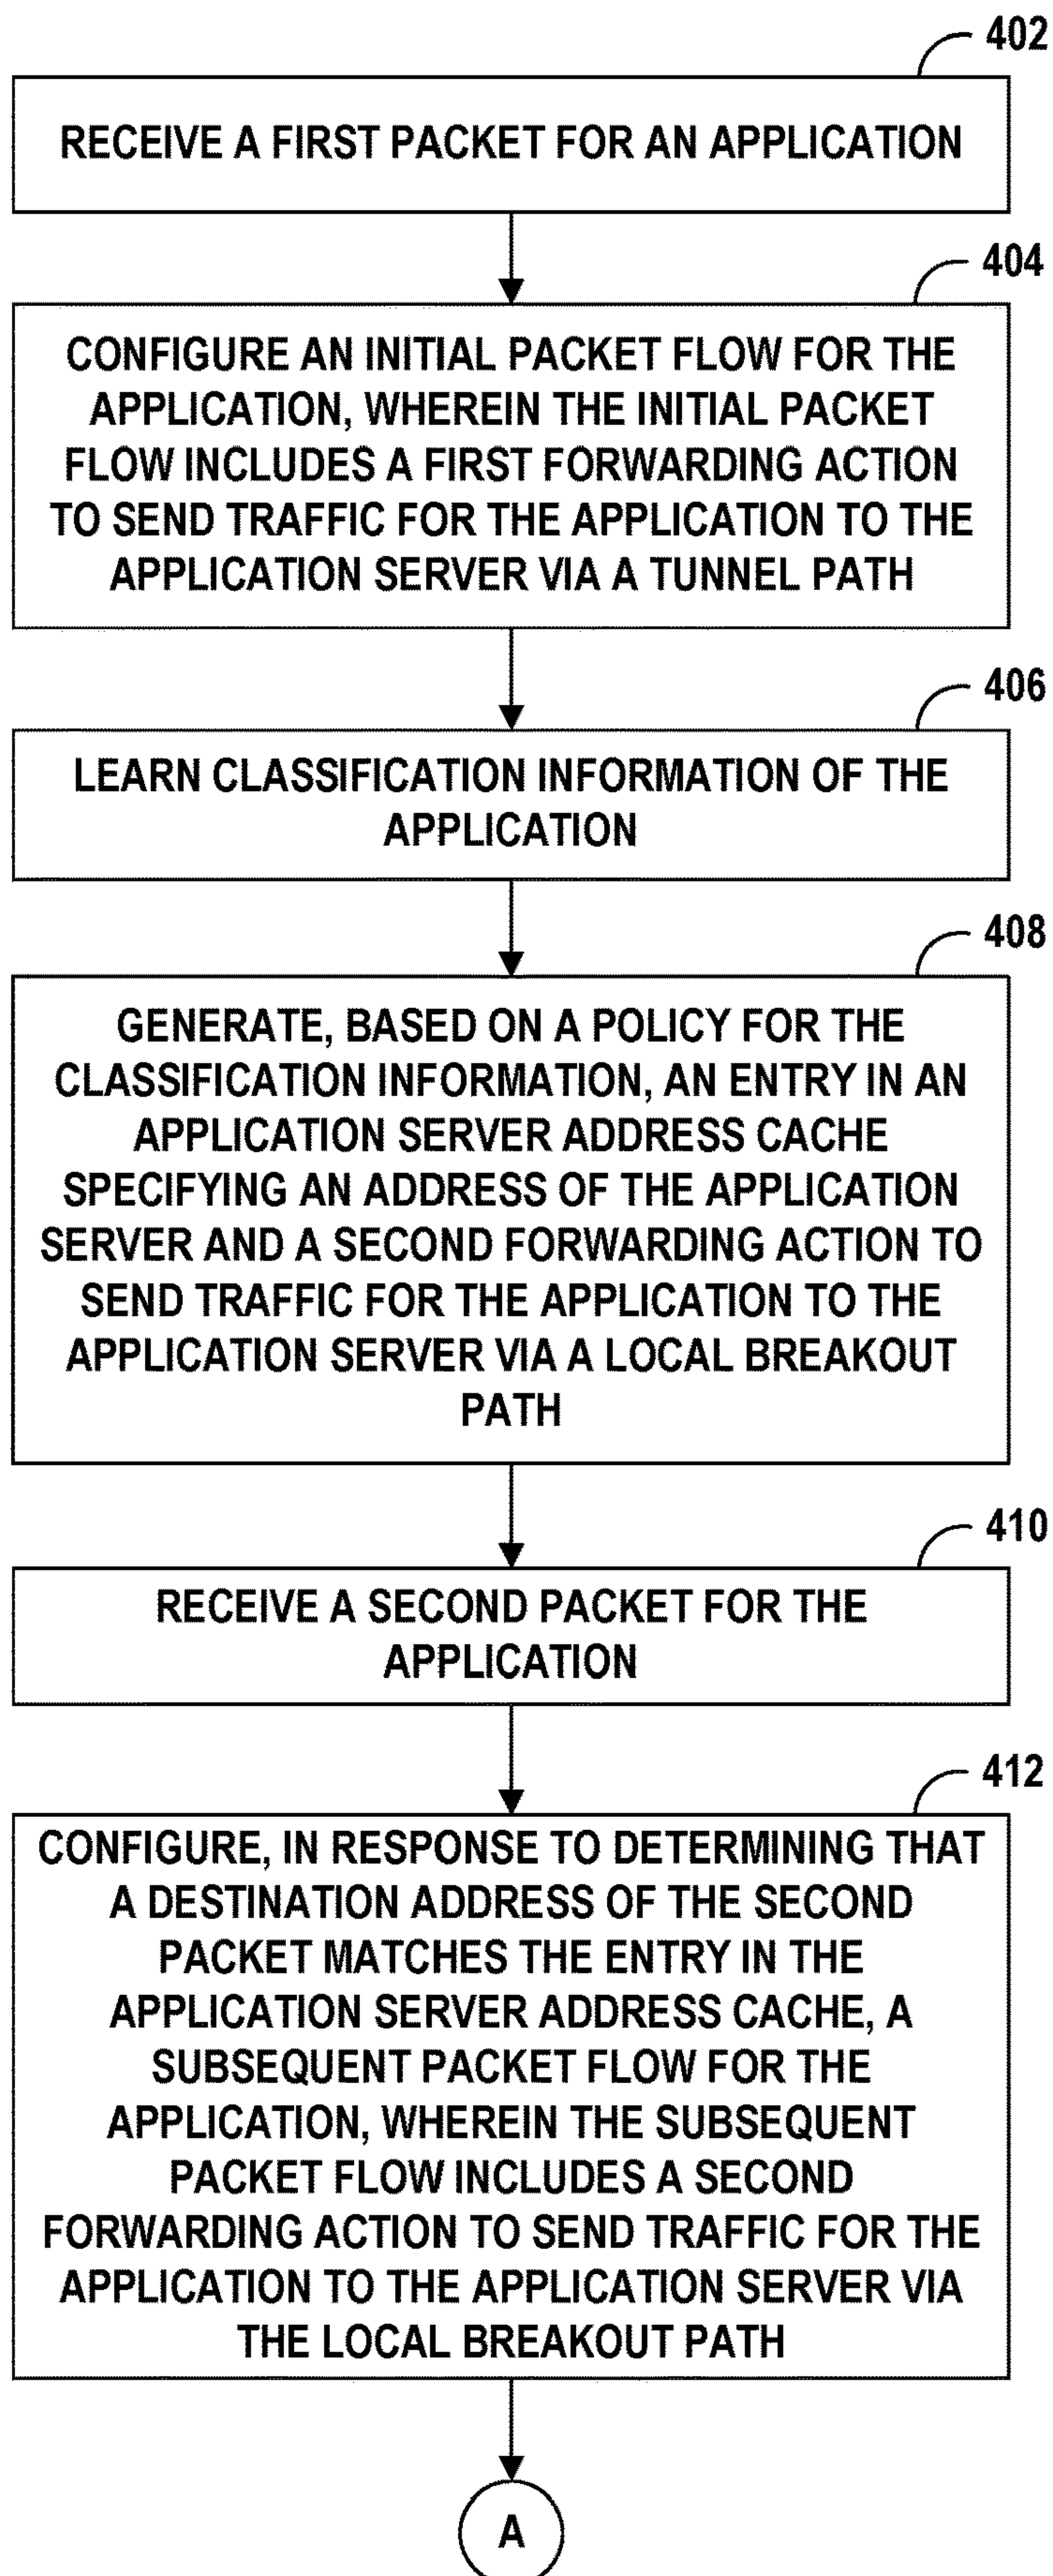 402
RECEIVE A FIRST PACKET FOR AN APPLICATION
404
CONFIGURE AN INITIAL PACKET FLOW FOR THE
APPLICATION, WHEREIN THE INITIAL PACKET
FLOW INCLUDES A FIRST FORWARDING ACTION
TO SEND TRAFFIC FOR THE APPLICATION TO THE
APPLICATION SERVER VIA A TUNNEL PATH
406
LEARN CLASSIFICATION INFORMATION OF THE
APPLICATION
408
GENERATE, BASED ON A POLICY FOR THE
CLASSIFICATION INFORMATION, AN ENTRY IN AN
APPLICATION SERVER ADDRESS CACHE
SPECIFYING AN ADDRESS OF THE APPLICATION
SERVER AND A SECOND FORWARDING ACTION TO
SEND TRAFFIC FOR THE APPLICATION TO THE
APPLICATION SERVER VIA A LOCAL BREAKOUT
PATH
410
RECEIVE A SECOND PACKET FOR THE
APPLICATION
412
CONFIGURE, IN RESPONSE TO DETERMINING THAT
A DESTINATION ADDRESS OF THE SECOND
PACKET MATCHES THE ENTRY IN THE
APPLICATION SERVER ADDRESS CACHE, A
SUBSEQUENT PACKET FLOW FOR THE
APPLICATION, WHEREIN THE SUBSEQUENT
PACKET FLOW INCLUDES A SECOND
FORWARDING ACTION TO SEND TRAFFIC FOR THE
APPLICATION TO THE APPLICATION SERVER VIA
THE LOCAL BREAKOUT PATH
A